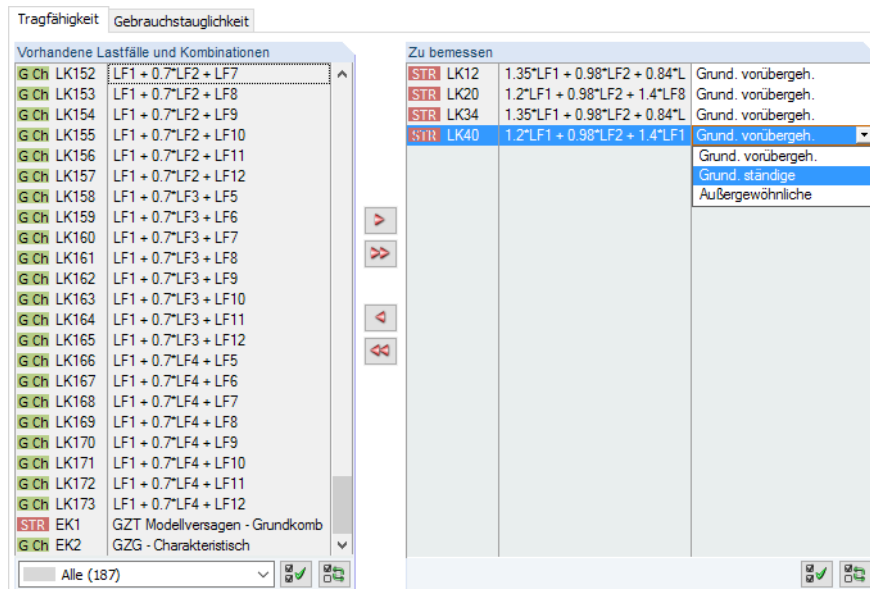 Tragfähigkeit Gebrauchstauglichkeit
Vorhandene Lastfälle und Kombinationen
G Ch LK152 LF1 + 0.7*LF2 + LF7
G Ch LK153 LF1 + 0.7*LF2 + LF8
G Ch LK154 LF1 + 0.7*LF2 + LF9
G Ch LK155 LF1 + 0.7*LF2 + LF10
G Ch LK156 LF1 + 0.7*LF2 + LF11
G Ch LK157 LF1 + 0.7*LF2 + LF12
G Ch LK158 LF1 + 0.7*LF3 + LF5
G Ch LK159 LF1 + 0.7*LF3 + LF6
G Ch LK160 LF1 + 0.7*LF3 + LF7
G Ch LK161 LF1 + 0.7*LF3 + LF8
G Ch LK162 LF1 + 0.7*LF3 + LF9
G Ch LK163 LF1 + 0.7*LF3 + LF10
G Ch LK164 LF1 + 0.7*LF3 + LF11
G Ch LK165 LF1 + 0.7*LF3 + LF12
G Ch LK166 LF1 + 0.7*LF4 + LF5
G Ch LK167 LF1 + 0.7*LF4 + LF6
G Ch LK168 LF1 + 0.7*LF4 + LF7
G Ch LK169 LF1 + 0.7*LF4 + LF8
G Ch LK170 LF1 + 0.7*LF4 + LF9
G Ch LK171 LF1 + 0.7*LF4 + LF10
G Ch LK172 LF1 + 0.7*LF4 + LF11
G Ch LK173 LF1 + 0.7*LF4 + LF12
STR EK1 GZT Modellversagen - Grundkomb
G Ch EK2 GZG - Charakteristisch
Alle (187)
Zu bemessen
STR LK12 1.35*LF1 + 0.98*LF2 + 0.84*L Grund. vorübergeh.
STR LK20 1.2*LF1 + 0.98*LF2 + 1.4*LF8 Grund. vorübergeh.
STR LK34 1.35*LF1 + 0.98*LF2 + 0.84*L Grund. vorübergeh.
STR LK40 1.2*LF1 + 0.98*LF2 + 1.4*LF1 Grund. vorübergeh.
Grund. vorübergeh.
Grund. ständige
Außergewöhnliche